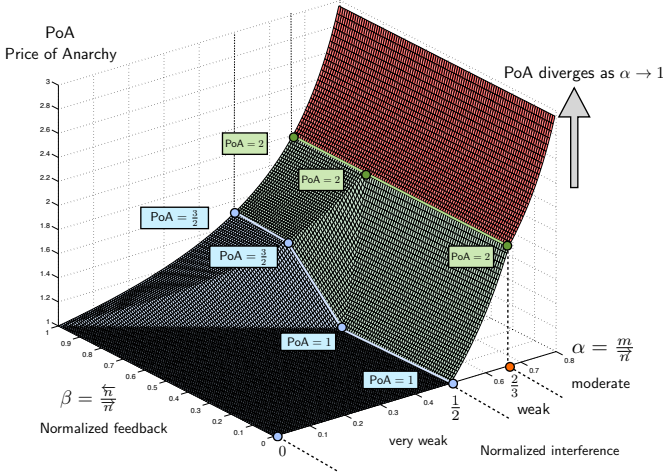 PoA
Price of Anarchy
PoA diverges as α → 1
3
2.8
2.6
2.4
2.2
2
1.8
1.6
1.4
1.2
1
PoA = 2
PoA = 2
PoA = 2
PoA = 3/2
PoA = 3/2
PoA = 1
PoA = 1
0.9
0.8
0.7
0.6
0.5
0.4
0.3
0.2
0.1
0
0
0.1
0.2
0.3
0.4
1/2
0.6
2/3
0.7
0.8
α = m/n⃗
β = n⃖/n⃗
Normalized feedback
very weak
weak
moderate
Normalized interference